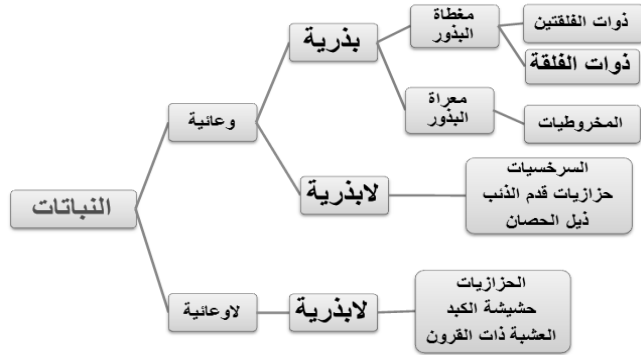 النباتات
وعائية
بذرية
مغطاة
البذور
ذوات الفلقتين
ذوات الفلقة
معراة
البذور
المخروطيات
لابذرية
السرخسيات
حزازيات قدم الذئب
ذيل الحصان
لاوعائية
لابذرية
الحزازيات
حشيشة الكبد
العشبة ذات القرون